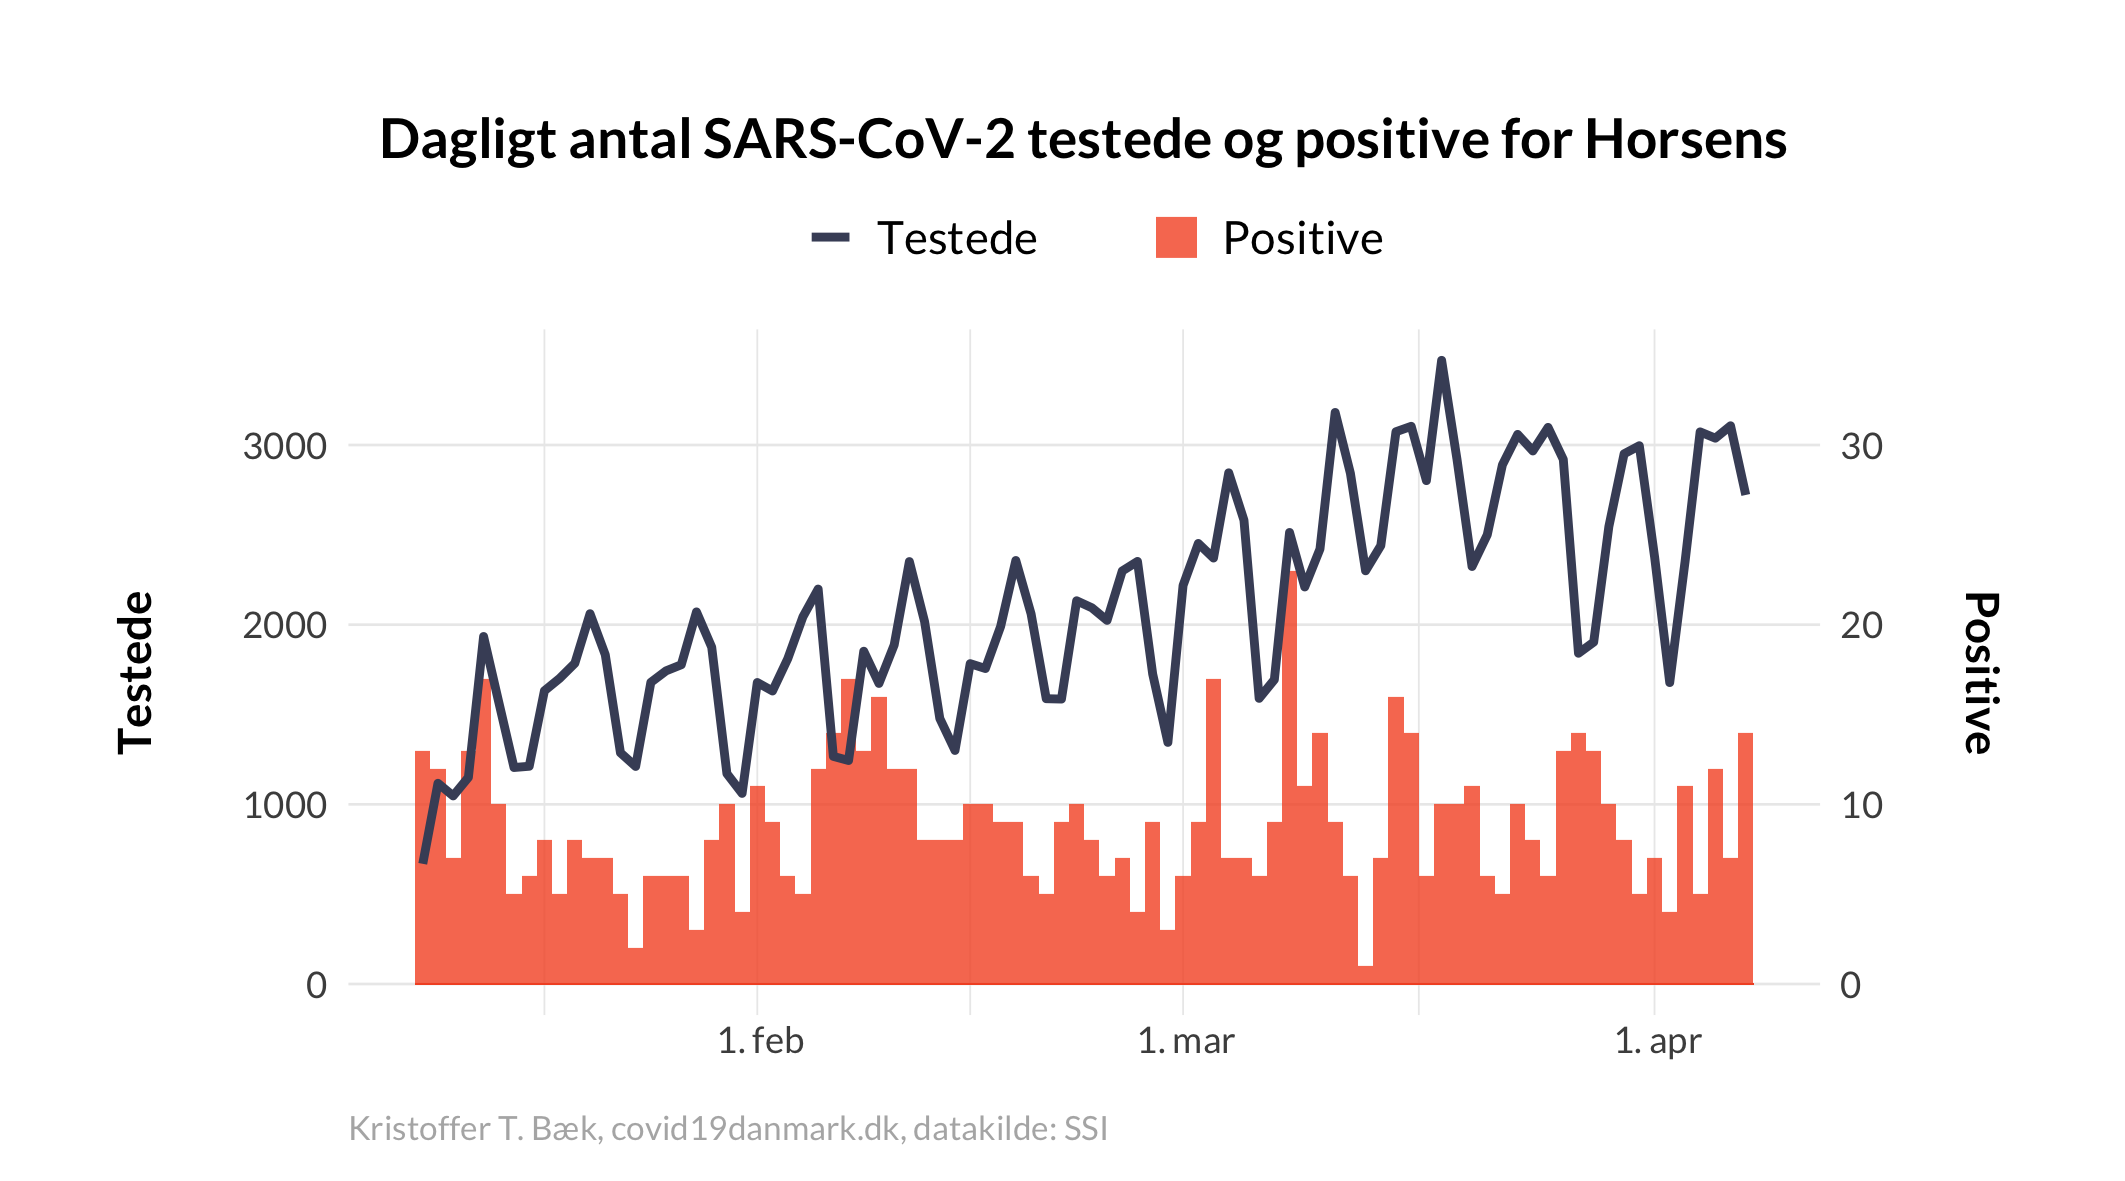 Dagligt antal SARS-CoV-2 testede og positive for Horsens
Testede Positive
3000 30
2000 20
1000 10
0 0
Testede
Positive
1. feb 1. mar 1. apr
Kristoffer T. Bæk, covid19danmark.dk, datakilde: SSI